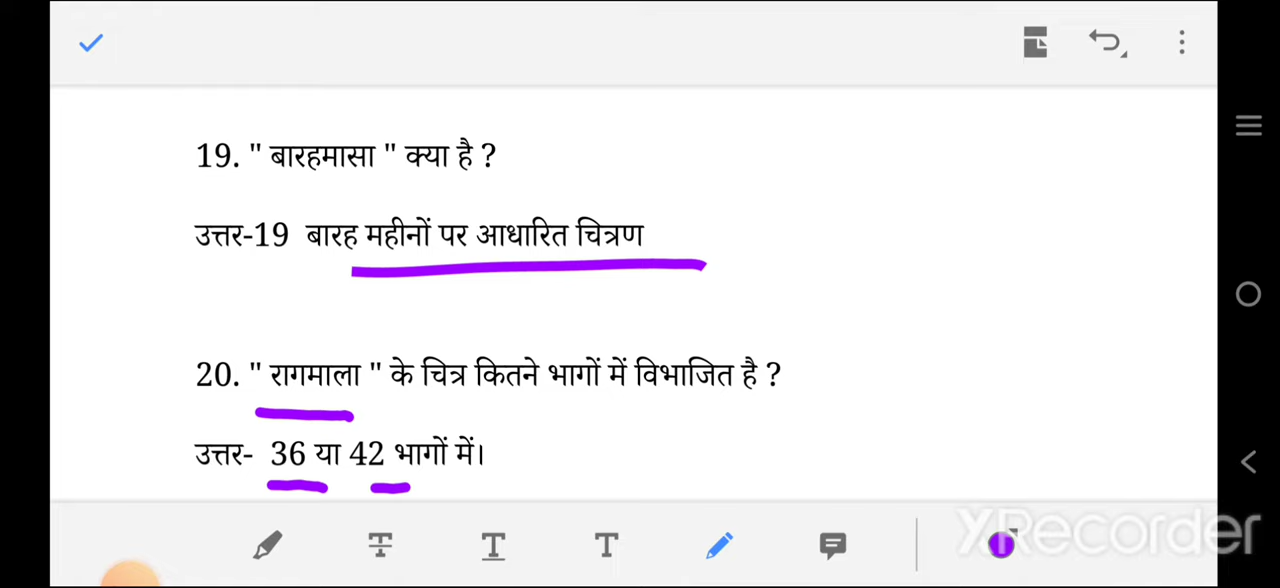 19. " बारहमासा " क्या है ?
उत्तर-19 बारह महीनों पर आधारित चित्रण
20. " रागमाला " के चित्र कितने भागों में विभाजित है ?
उत्तर- 36 या 42 भागों में।
XRecorder